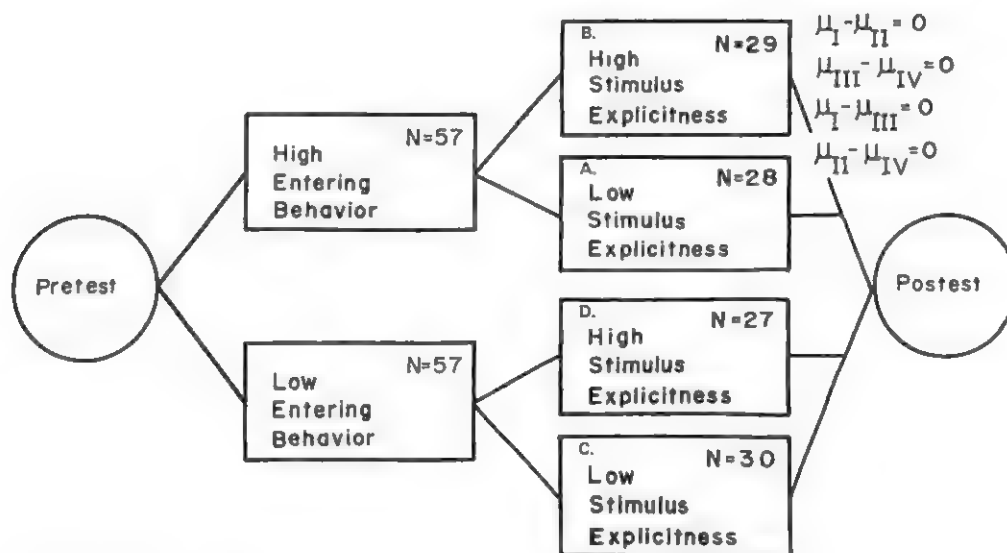 Pretest
N=57
High
Entering
Behavior
N=57
Low
Entering
Behavior
B. N=29
High
Stimulus
Explicitness
A. N=28
Low
Stimulus
Explicitness
D. N=27
High
Stimulus
Explicitness
C. N=30
Low
Stimulus
Explicitness
μI-μII=0
μIII-μIV=0
μI-μIII=0
μII-μIV=0
Postest